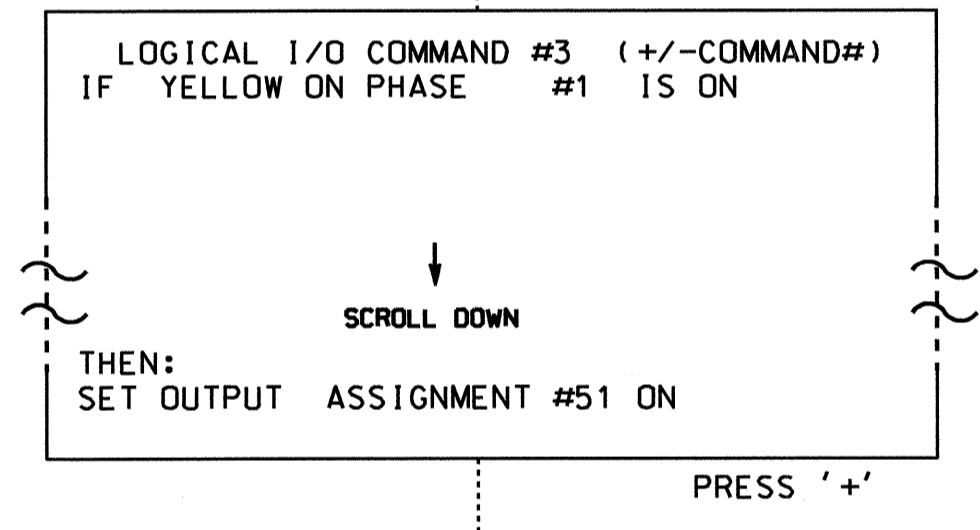 LOGICAL I/O COMMAND #3 (+/-COMMAND#)
IF YELLOW ON PHASE #1 IS ON
SCROLL DOWN
THEN:
SET OUTPUT ASSIGNMENT #51 ON
PRESS '+'